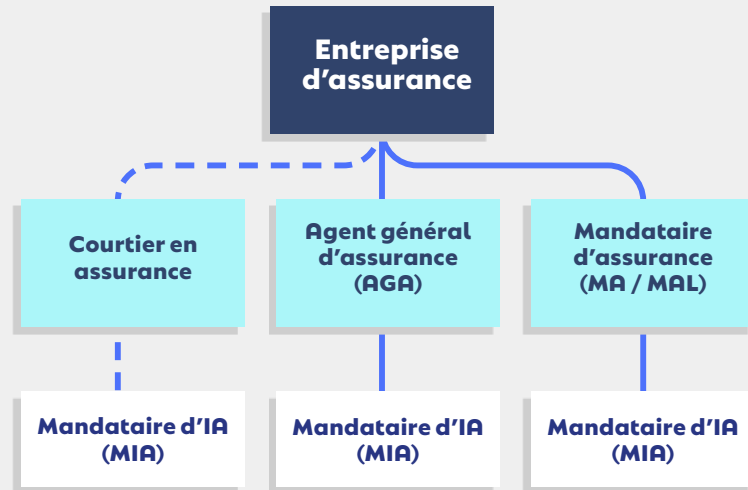 Entreprise
d’assurance
Courtier en
assurance
Agent général
d’assurance
(AGA)
Mandataire
d’assurance
(MA / MAL)
Mandataire d’IA
(MIA)
Mandataire d’IA
(MIA)
Mandataire d’IA
(MIA)